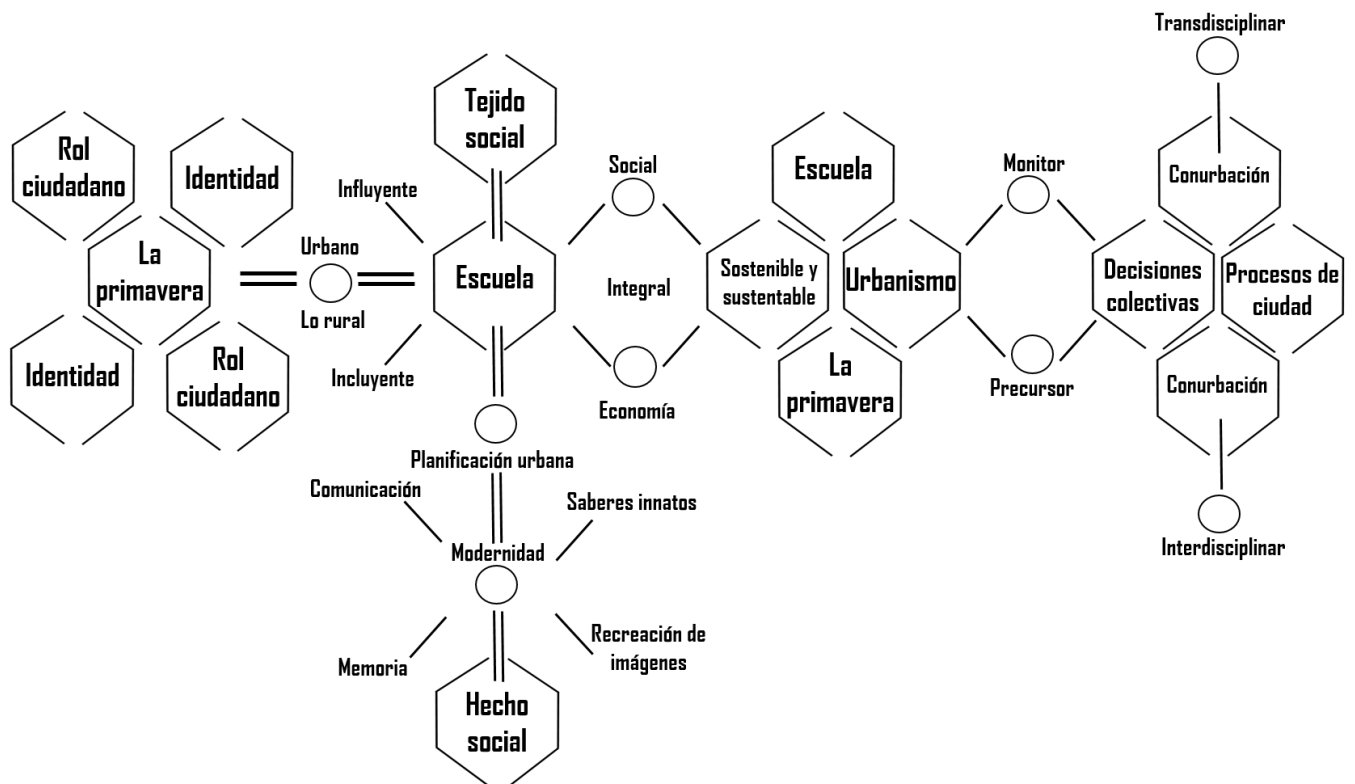 Rol
ciudadano
Identidad
La
primavera
Identidad
Rol
ciudadano
Urbano
Lo rural
Tejido
social
Influyente
Escuela
Incluyente
Planificación urbana
Comunicación
Saberes innatos
Modernidad
Memoria
Recreación de
imágenes
Hecho
social
Social
Integral
Economía
Escuela
Sostenible y
sustentable
Urbanismo
La
primavera
Monitor
Precursor
Transdisciplinar
Conurbación
Decisiones
colectivas
Procesos de
ciudad
Conurbación
Interdisciplinar